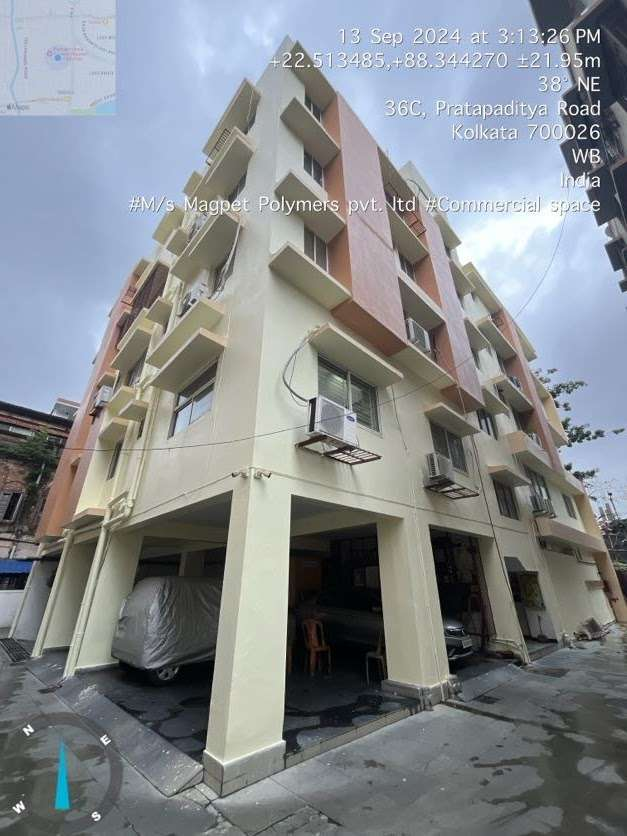 13 Sep 2024 at 3:13:26 PM
+22.513485,+88.344270 ±21.95m
38° NE
36C, Pratapaditya Road
Kolkata 700026
WB
India
#M/s Magpet Polymers pvt. ltd #Commercial space
N
E
W
S